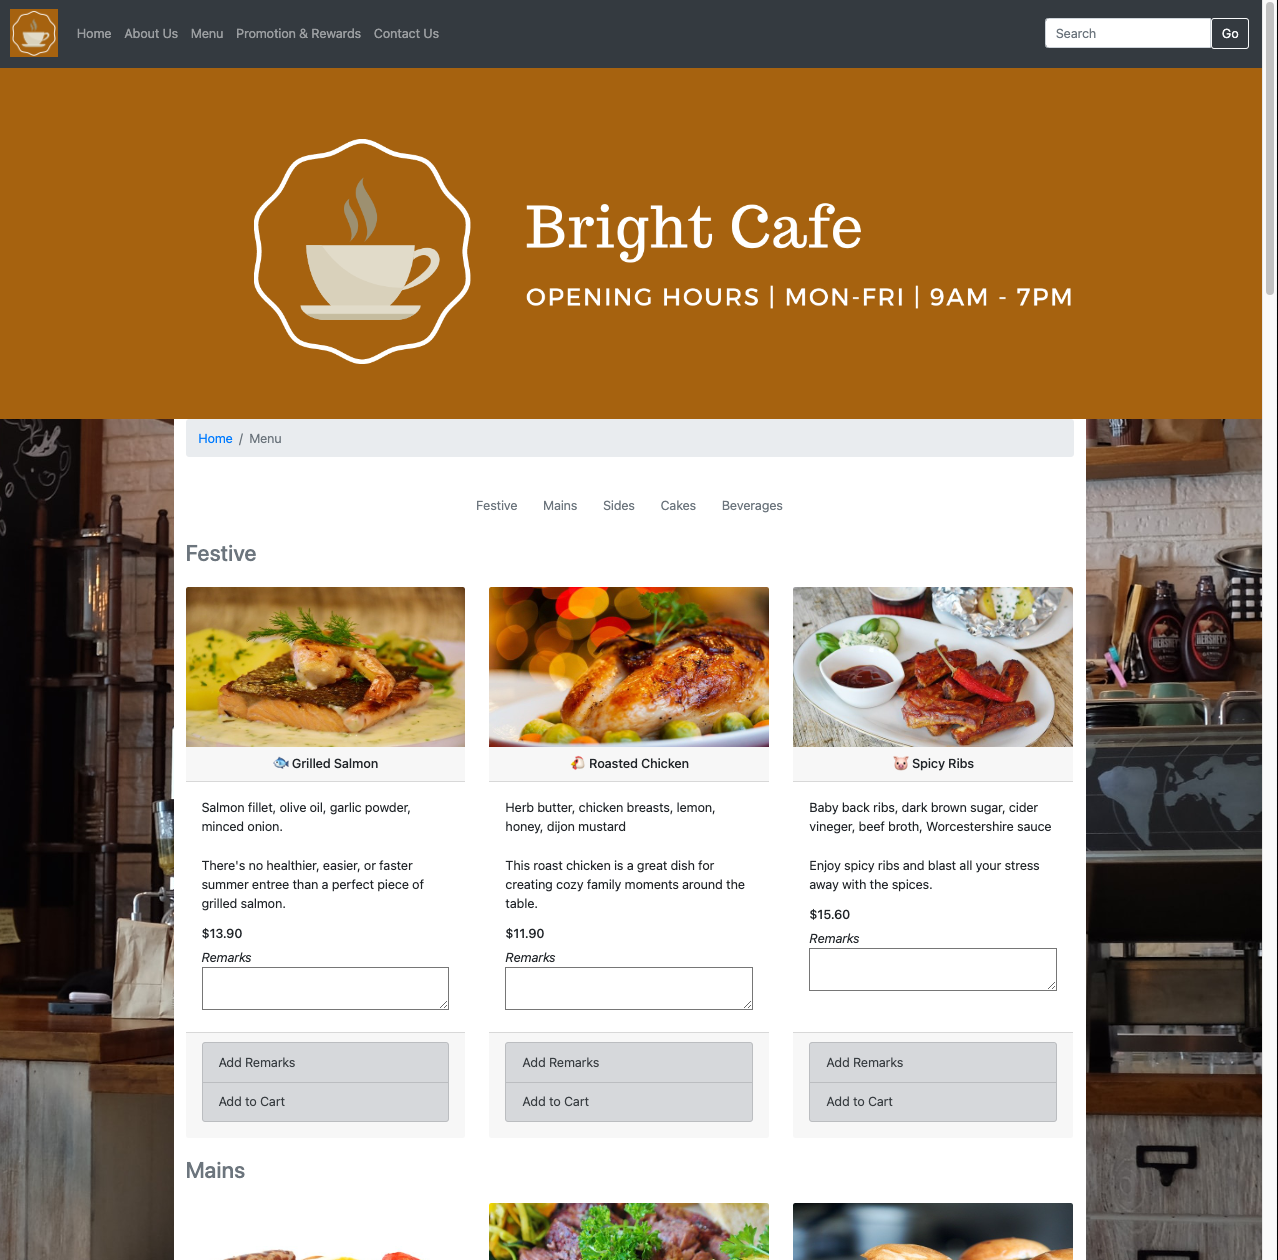 Home About Us Menu Promotion & Rewards Contact Us Search Go
Bright Cafe
OPENING HOURS | MON-FRI | 9AM - 7PM
Home / Menu
Festive Mains Sides Cakes Beverages
Festive
Grilled Salmon
Salmon fillet, olive oil, garlic powder,
minced onion.
There's no healthier, easier, or faster
summer entree than a perfect piece of
grilled salmon.
$13.90
Remarks
Add Remarks
Add to Cart
Roasted Chicken
Herb butter, chicken breasts, lemon,
honey, dijon mustard
This roast chicken is a great dish for
creating cozy family moments around the
table.
$11.90
Remarks
Add Remarks
Add to Cart
Spicy Ribs
Baby back ribs, dark brown sugar, cider
vineger, beef broth, Worcestershire sauce
Enjoy spicy ribs and blast all your stress
away with the spices.
$15.60
Remarks
Add Remarks
Add to Cart
HERSHEY'S
HERSHEY'S
Mains